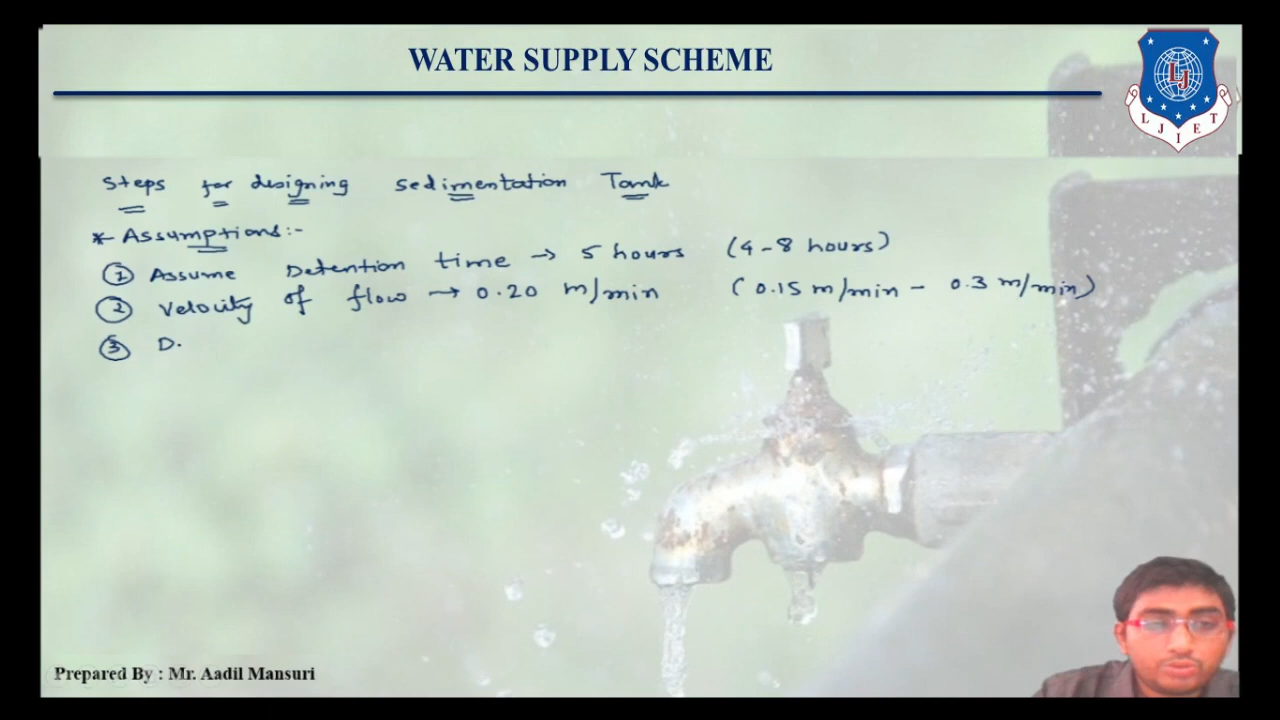 WATER SUPPLY SCHEME
LJ
L J I E T
Steps for designing sedimentation Tank
* Assumptions:-
① Assume Detention time → 5 hours (4-8 hours)
② Velocity of flow → 0.20 m/min (0.15 m/min - 0.3 m/min)
③ D.
Prepared By : Mr. Aadil Mansuri